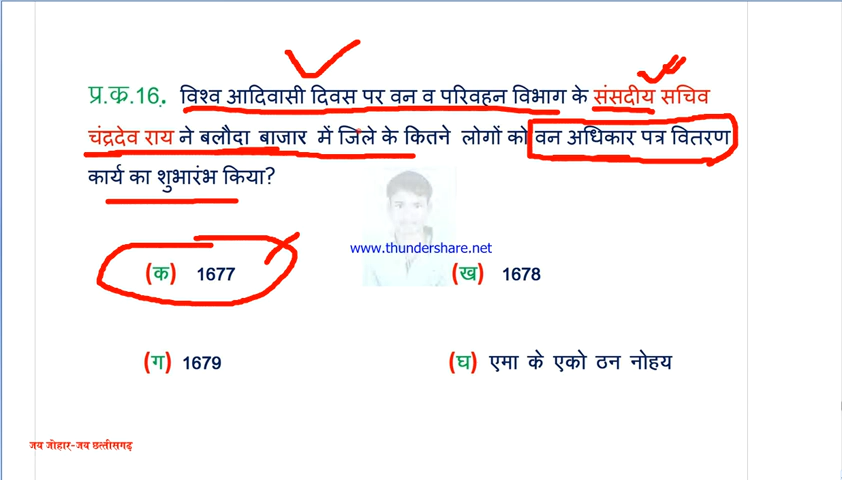 प्र.क्र.16. विश्व आदिवासी दिवस पर वन व परिवहन विभाग के संसदीय सचिव
चंद्रदेव राय ने बलौदा बाजार में जिले के कितने लोगों को वन अधिकार पत्र वितरण
कार्य का शुभारंभ किया?
www.thundershare.net
(क) 1677 (ख) 1678
(ग) 1679 (घ) एमा के एको ठन नोहय
जय जोहार-जय छत्तीसगढ़